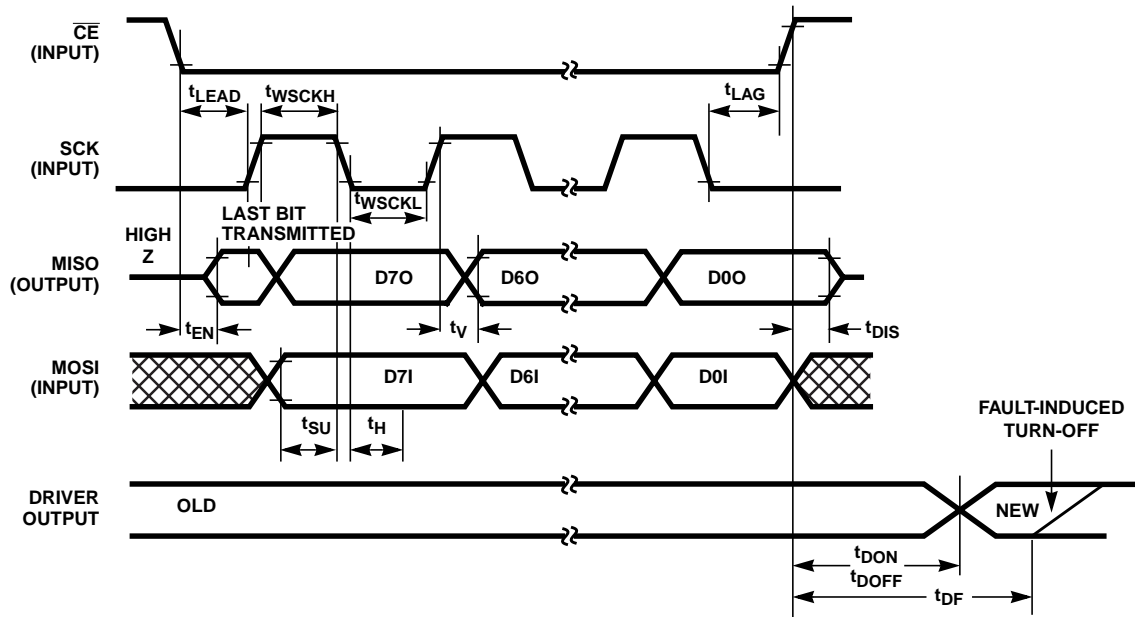 CE
(INPUT)
tLEAD
tWSCKH
tLAG
SCK
(INPUT)
tWSCKL
LAST BIT
TRANSMITTED
HIGH
Z
MISO
(OUTPUT)
D7O
D6O
D0O
tEN
tV
tDIS
MOSI
(INPUT)
D7I
D6I
D0I
tSU
tH
FAULT-INDUCED
TURN-OFF
DRIVER
OUTPUT
OLD
NEW
tDON
tDOFF
tDF